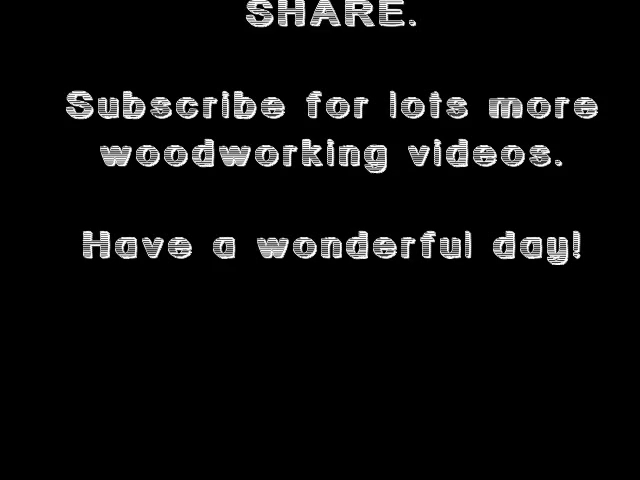 SHARE.
Subscribe for lots more
woodworking videos.
Have a wonderful day!